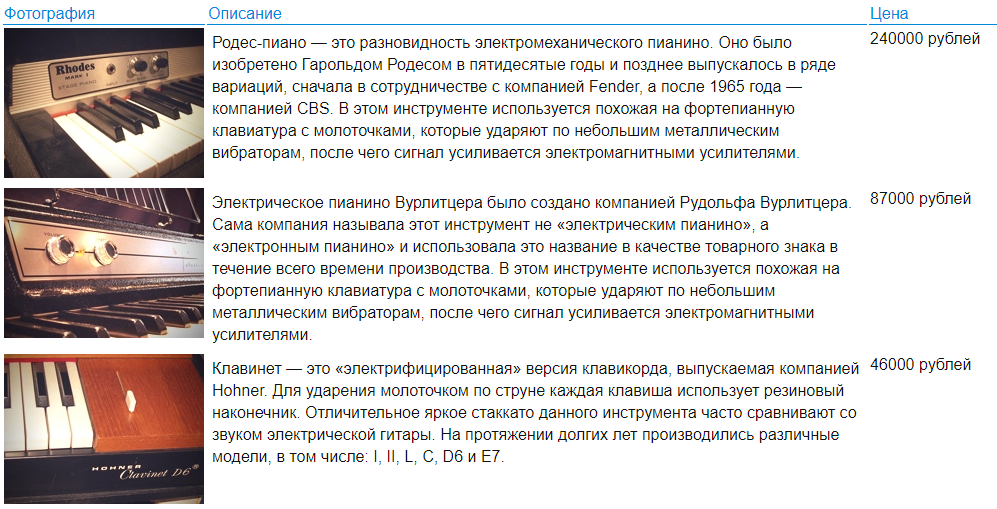 Фотография Описание Цена
Rhodes
MARK I
STAGE PIANO
Родес-пиано — это разновидность электромеханического пианино. Оно было
изобретено Гарольдом Родесом в пятидесятые годы и позднее выпускалось в ряде
вариаций, сначала в сотрудничестве с компанией Fender, а после 1965 года —
компанией CBS. В этом инструменте используется похожая на фортепианную
клавиатура с молоточками, которые ударяют по небольшим металлическим
вибраторам, после чего сигнал усиливается электромагнитными усилителями.
240000 рублей
VOLUME
Электрическое пианино Вурлитцера было создано компанией Рудольфа Вурлитцера.
Сама компания называла этот инструмент не «электрическим пианино», а
«электронным пианино» и использовала это название в качестве товарного знака в
течение всего времени производства. В этом инструменте используется похожая на
фортепианную клавиатура с молоточками, которые ударяют по небольшим
металлическим вибраторам, после чего сигнал усиливается электромагнитными
усилителями.
87000 рублей
HOHNER
Clavinet D6®
Клавинет — это «электрифицированная» версия клавикорда, выпускаемая компанией
Hohner. Для ударения молоточком по струне каждая клавиша использует резиновый
наконечник. Отличительное яркое стаккато данного инструмента часто сравнивают со
звуком электрической гитары. На протяжении долгих лет производились различные
модели, в том числе: I, II, L, C, D6 и E7.
46000 рублей